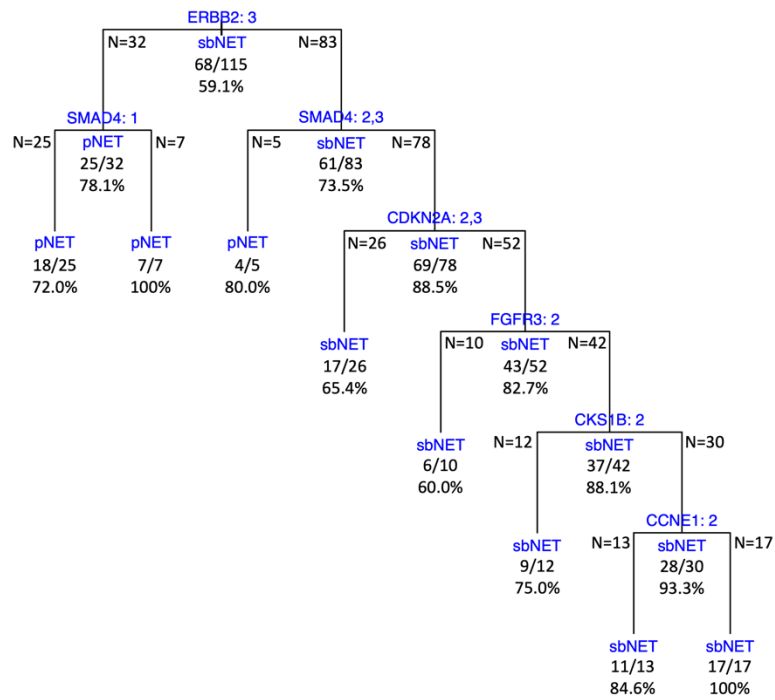 ERBB2: 3
N=32 sbNET N=83
68/115
59.1%
SMAD4: 1 SMAD4: 2,3
N=25 pNET N=7 N=5 sbNET N=78
25/32 61/83
78.1% 73.5%
CDKN2A: 2,3
pNET pNET pNET N=26 sbNET N=52
18/25 7/7 4/5 69/78
72.0% 100% 80.0% 88.5%
FGFR3: 2
sbNET N=10 sbNET N=42
17/26 43/52
65.4% 82.7%
CKS1B: 2
sbNET N=12 sbNET N=30
6/10 37/42
60.0% 88.1%
CCNE1: 2
sbNET N=13 sbNET N=17
9/12 28/30
75.0% 93.3%
sbNET sbNET
11/13 17/17
84.6% 100%